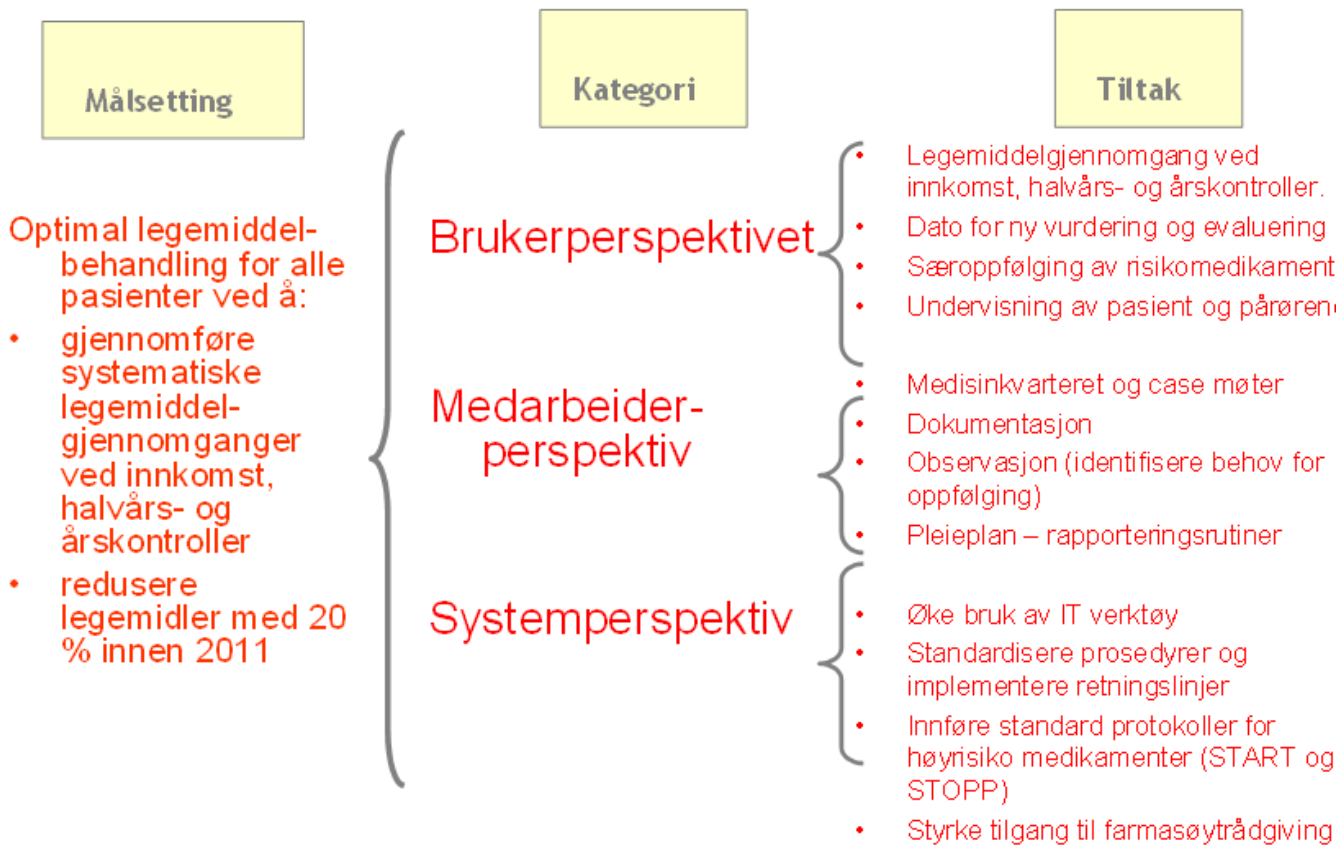 Målsetting
Kategori
Tiltak
Optimal legemiddel-
behandling for alle
pasienter ved å:
• gjennomføre
systematiske
legemiddel-
gjennomganger
ved innkomst,
halvårs- og
årskontroller
• redusere
legemidler med 20
% innen 2011
Brukerperspektivet
Medarbeider-
perspektiv
Systemperspektiv
• Legemiddelgjennomgang ved
innkomst, halvårs- og årskontroller.
• Dato for ny vurdering og evaluering
• Særoppfølging av risikomedikament
• Undervisning av pasient og
• Medisinkvarteret og case møter
• Dokumentasjon
• Observasjon (identifisere behov for
oppfølging)
• Pleieplan – rapporteringsrutiner
• Øke bruk av IT verktøy
• Standardisere prosedyrer og
implementere retningslinjer
• Innføre standard protokoller for
høyrisiko medikamenter (START og
STOPP)
• Styrke tilgang til farmasøytrådgiving